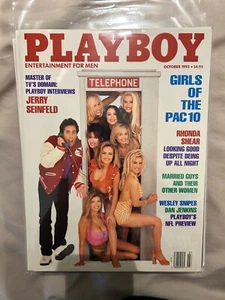 PLAYBOY
ENTERTAINMENT FOR MEN
OCTOBER 1993 • $4.95
MASTER OF
TV'S DOMAIN:
PLAYBOY INTERVIEWS
JERRY
SEINFELD
TELEPHONE
GIRLS
OF THE
PAC 10
RHONDA
SHEAR
LOOKING GOOD
DESPITE BEING
UP ALL NIGHT
MARRIED GUYS
AND THEIR
OTHER WOMEN
WESLEY SNIPES
DAN JENKINS
PLAYBOY'S
NFL PREVIEW